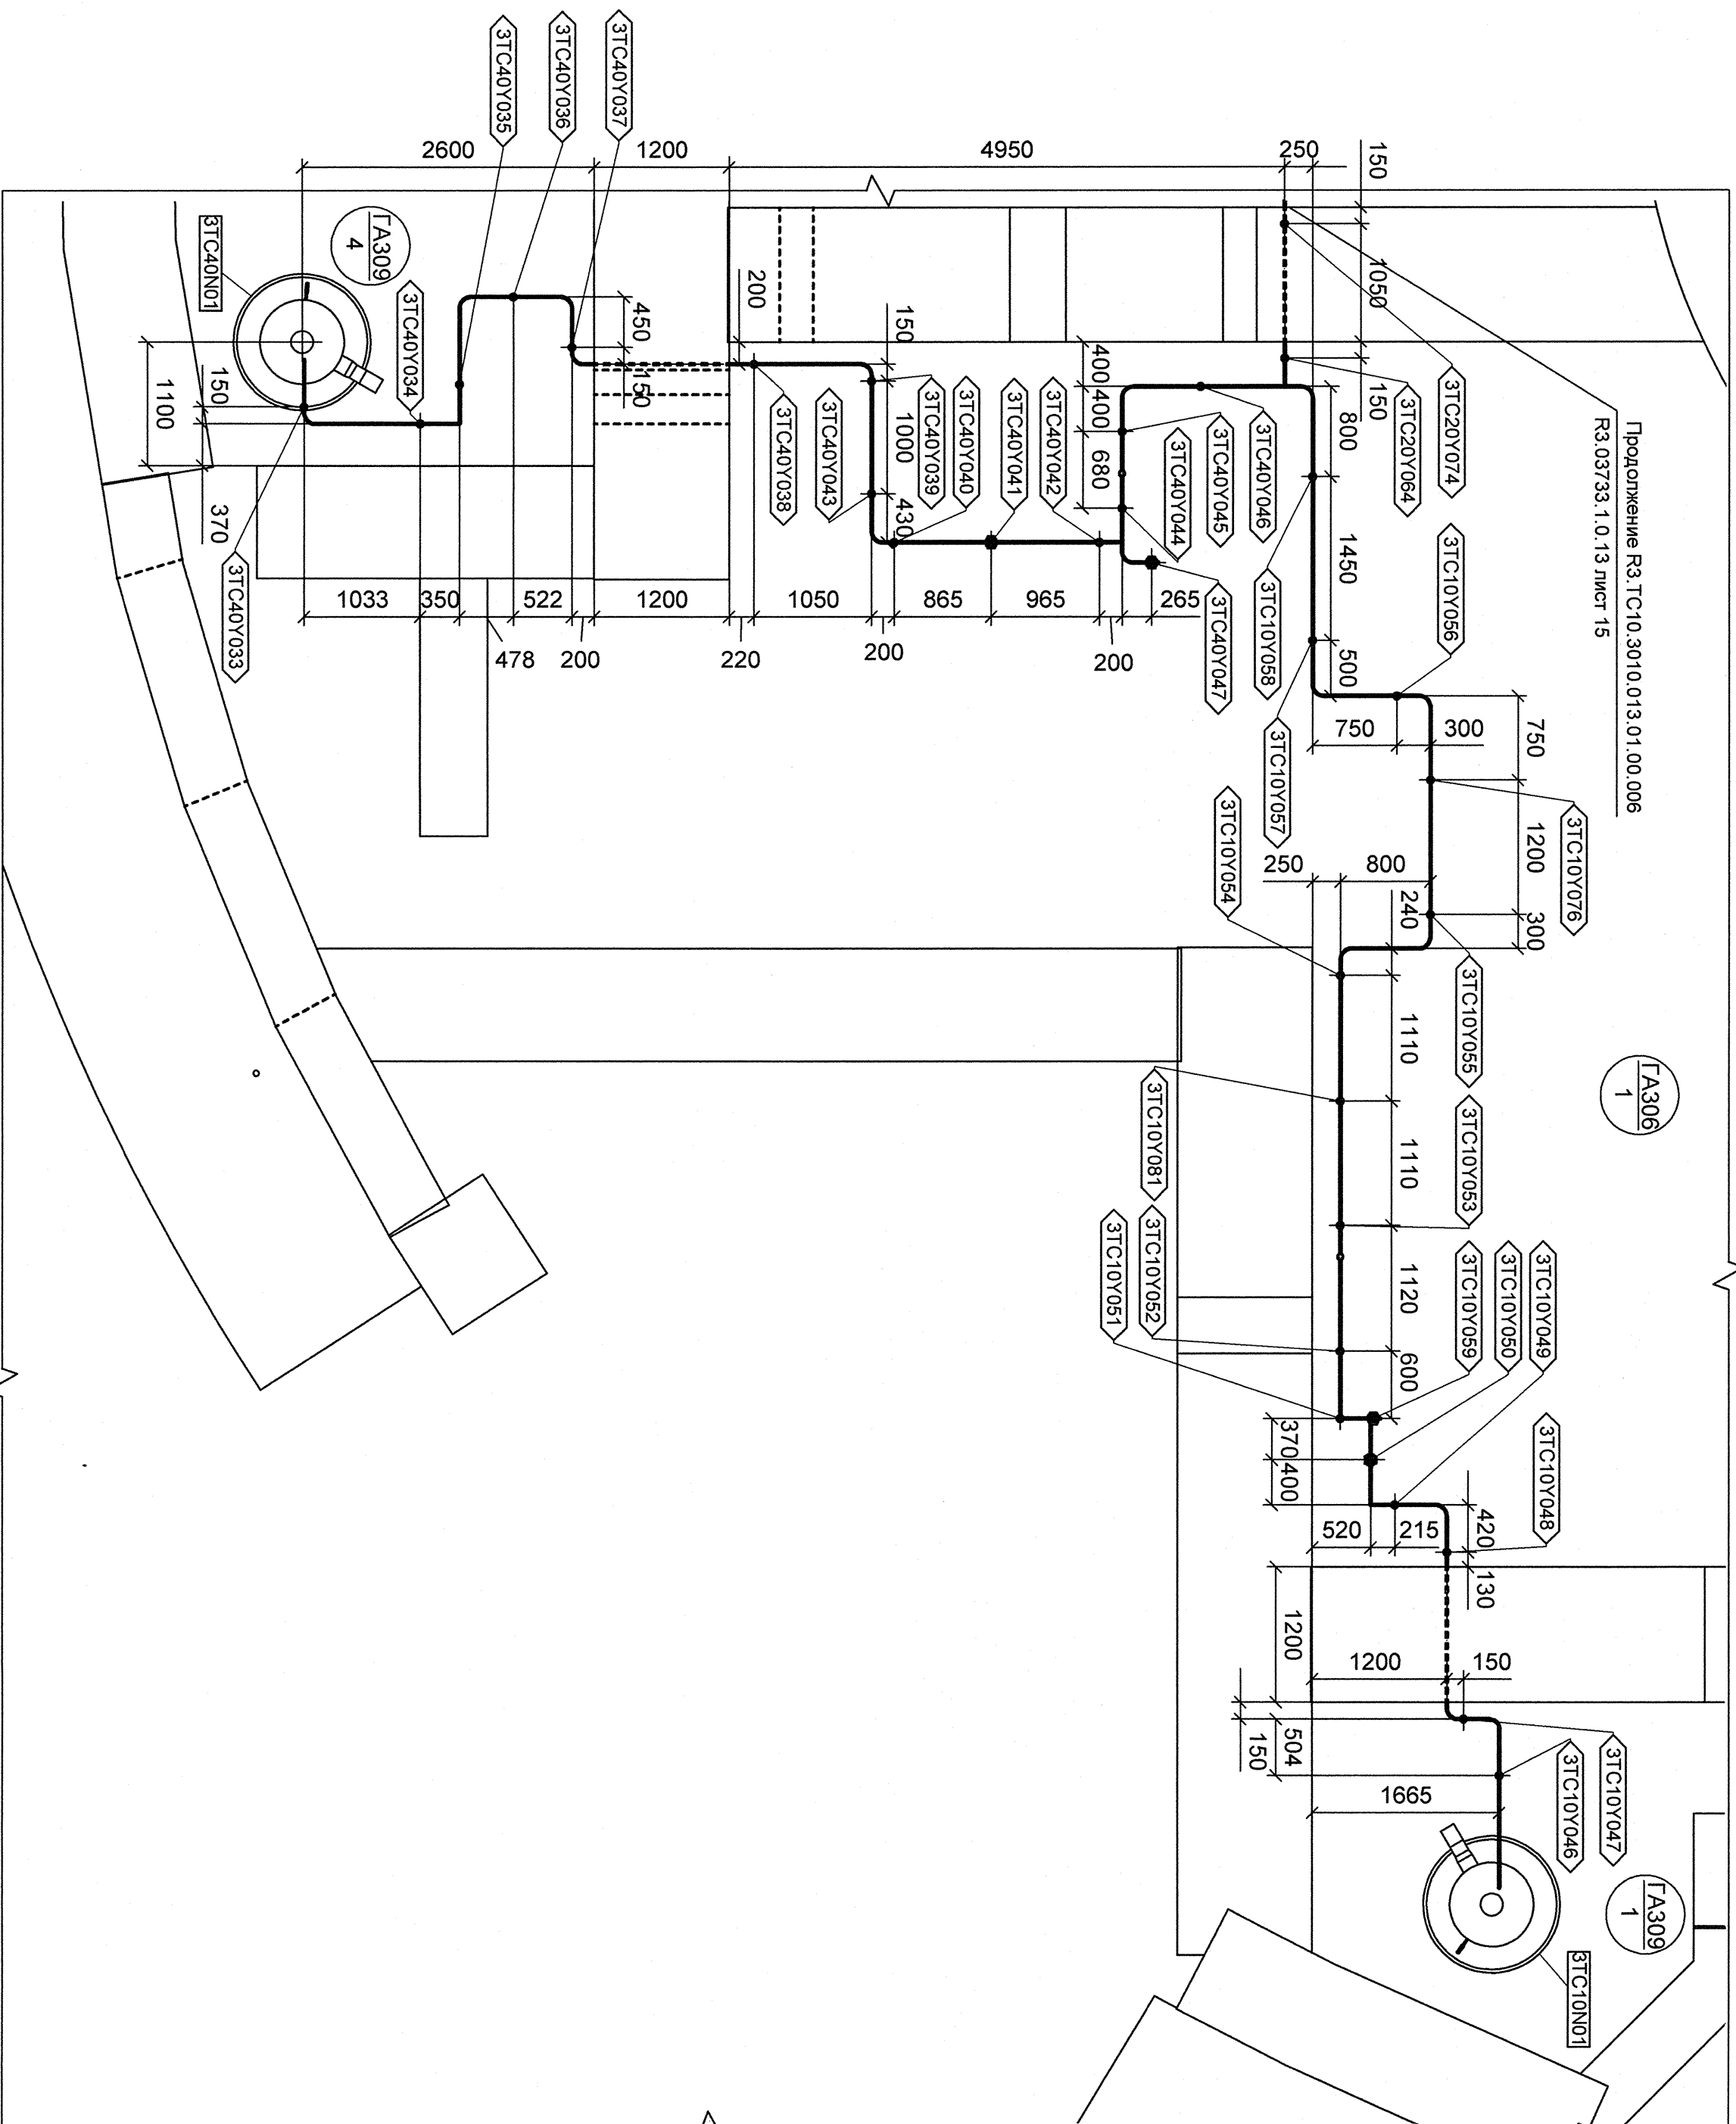 3TC40Y035
3TC40Y036
3TC40Y037
2600
1200
4950
250
150
3TC40N01
ГА309
4
3TC40Y034
1100
150
370
3TC40Y033
450
150
200
150
1000
430
3TC40Y038
3TC40Y043
3TC40Y039
3TC40Y040
3TC40Y041
3TC40Y042
400
400
680
3TC40Y044
3TC40Y045
3TC40Y046
3TC40Y047
1050
150
3TC20Y064
3TC20Y074
Продолжение R3.TC10.3010.013.01.00.006
R3.03733.1.0.13 лист 15
800
1450
500
3TC10Y058
3TC10Y057
3TC10Y056
1033
350
522
1200
1050
865
965
265
478
200
220
200
200
750
300
750
1200
300
3TC10Y076
250
800
240
3TC10Y054
3TC10Y055
1110
1110
1120
600
3TC10Y081
3TC10Y053
3TC10Y051
3TC10Y052
ГА306
1
3TC10Y059
3TC10Y050
3TC10Y049
3TC10Y048
370
400
520
215
420
130
1200
1200
150
504
150
1665
3TC10Y047
3TC10Y046
ГА309
1
3TC10N01